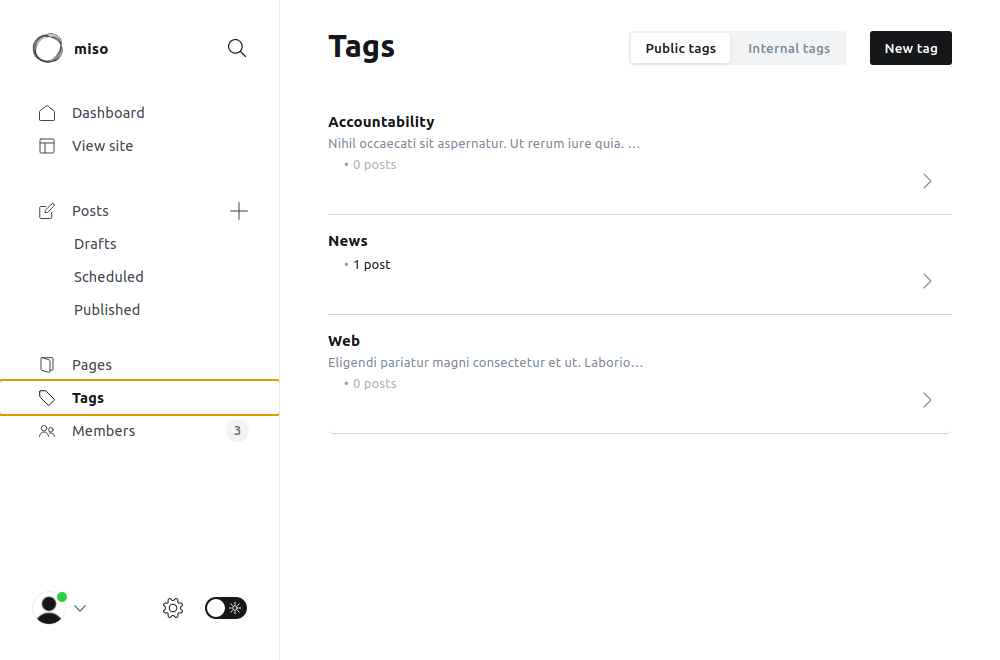 miso
Dashboard
View site
Posts
Drafts
Scheduled
Published
Pages
Tags
Members 3
Tags
Public tags Internal tags New tag
Accountability
Nihil occaecati sit aspernatur. Ut rerum iure quia. …
• 0 posts
News
• 1 post
Web
Eligendi pariatur magni consectetur et ut. Laborio…
• 0 posts